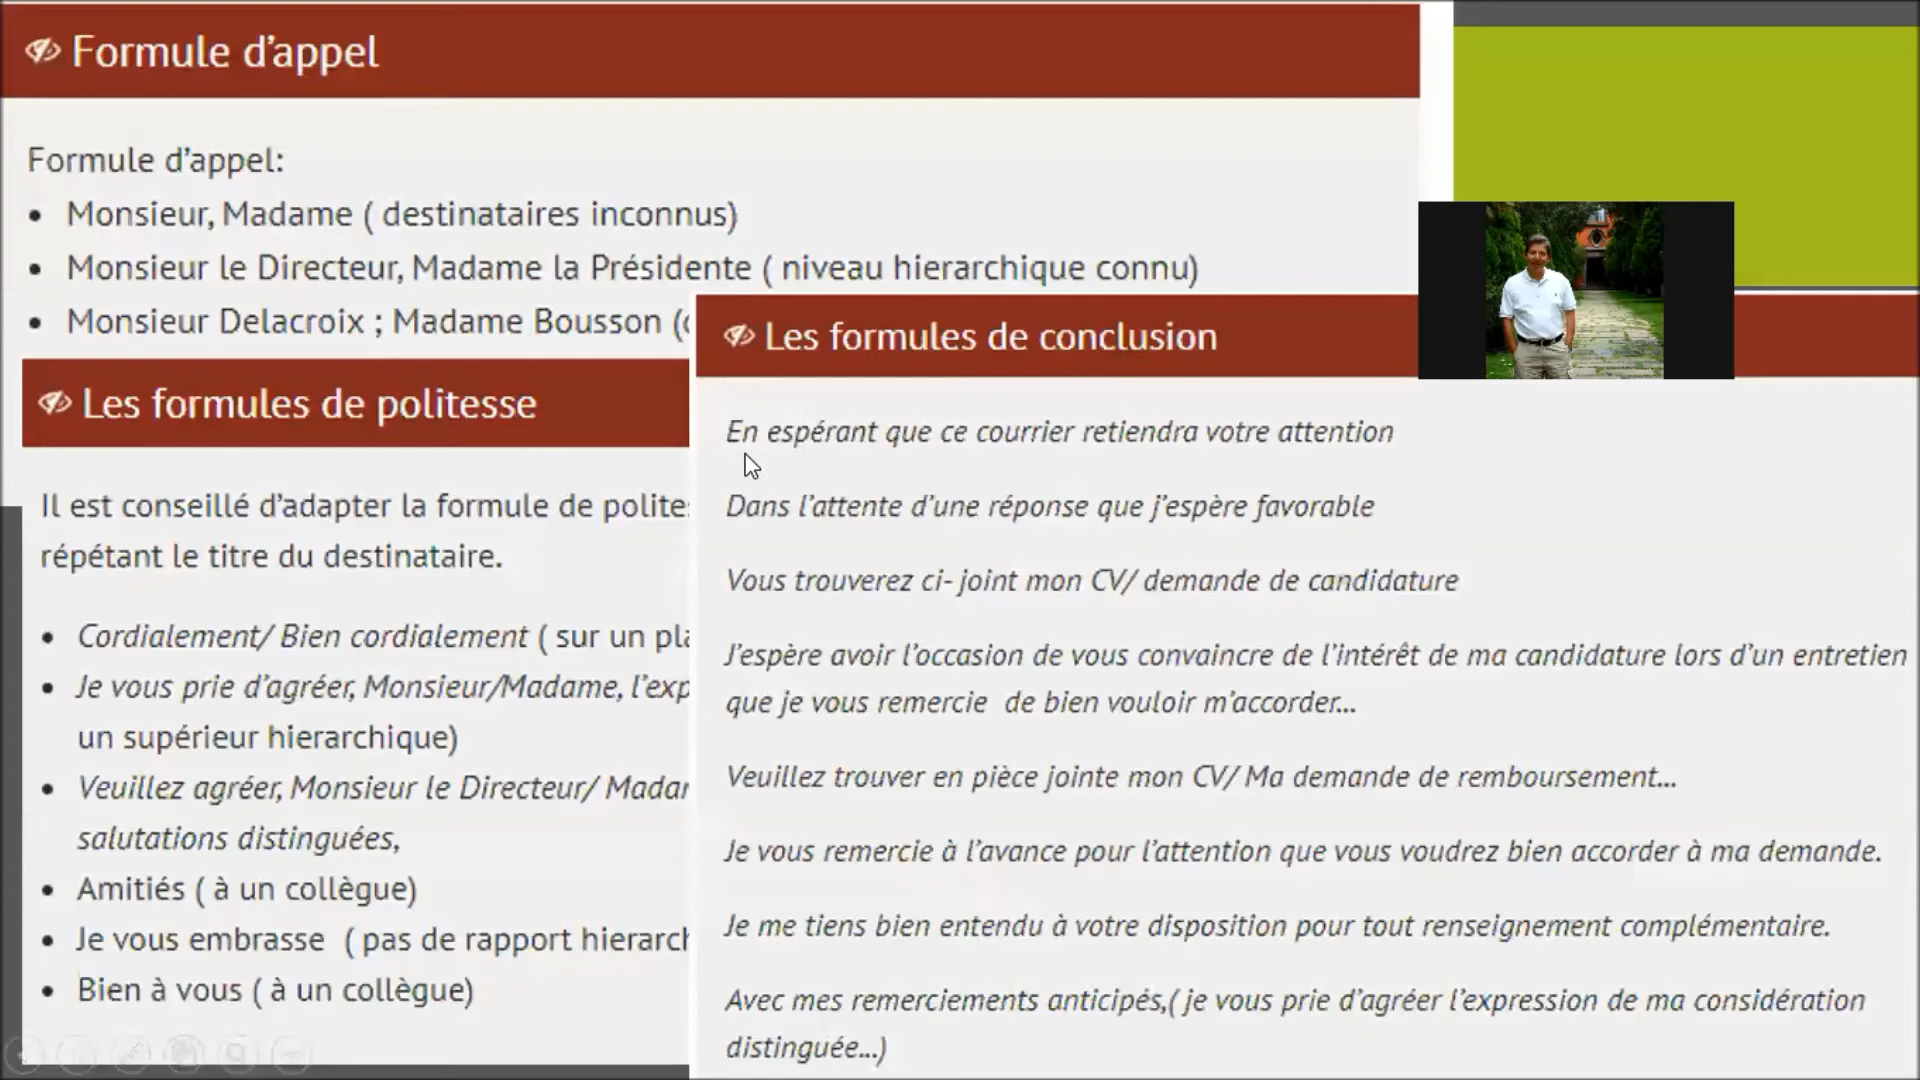 Formule d’appel
Formule d’appel:
• Monsieur, Madame ( destinataires inconnus)
• Monsieur le Directeur, Madame la Présidente ( niveau hierarchique connu)
• Monsieur Delacroix ; Madame Bousson
Les formules de politesse
Il est conseillé d’adapter la formule de
répétant le titre du destinataire.
• Cordialement/ Bien cordialement ( sur un
• Je vous prie d’agréer, Monsieur/Madame,
un supérieur hierarchique)
• Veuillez agréer, Monsieur le Directeur/
salutations distinguées,
• Amitiés ( à un collègue)
• Je vous embrasse ( pas de rapport
• Bien à vous ( à un collègue)
Les formules de conclusion
En espérant que ce courrier retiendra votre attention
Dans l’attente d’une réponse que j’espère favorable
Vous trouverez ci- joint mon CV/ demande de candidature
J’espère avoir l’occasion de vous convaincre de l’intérêt de ma candidature lors d’un entretien
que je vous remercie de bien vouloir m’accorder...
Veuillez trouver en pièce jointe mon CV/ Ma demande de remboursement...
Je vous remercie à l’avance pour l’attention que vous voudrez bien accorder à ma demande.
Je me tiens bien entendu à votre disposition pour tout renseignement complémentaire.
Avec mes remerciements anticipés,( je vous prie d’agréer l’expression de ma considération
distinguée...)